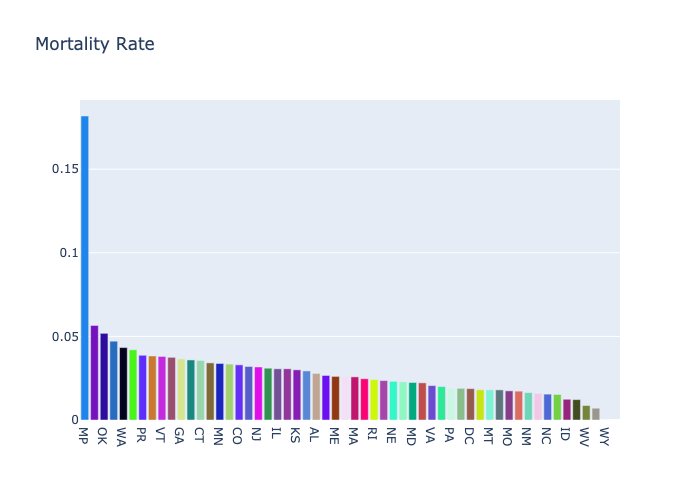 Mortality Rate
0.15
0.1
0.05
0
MP
OK
WA
PR
VT
GA
CT
MN
CO
NJ
IL
KS
AL
ME
MA
RI
NE
MD
VA
PA
DC
MT
MO
NM
NC
ID
WV
WY